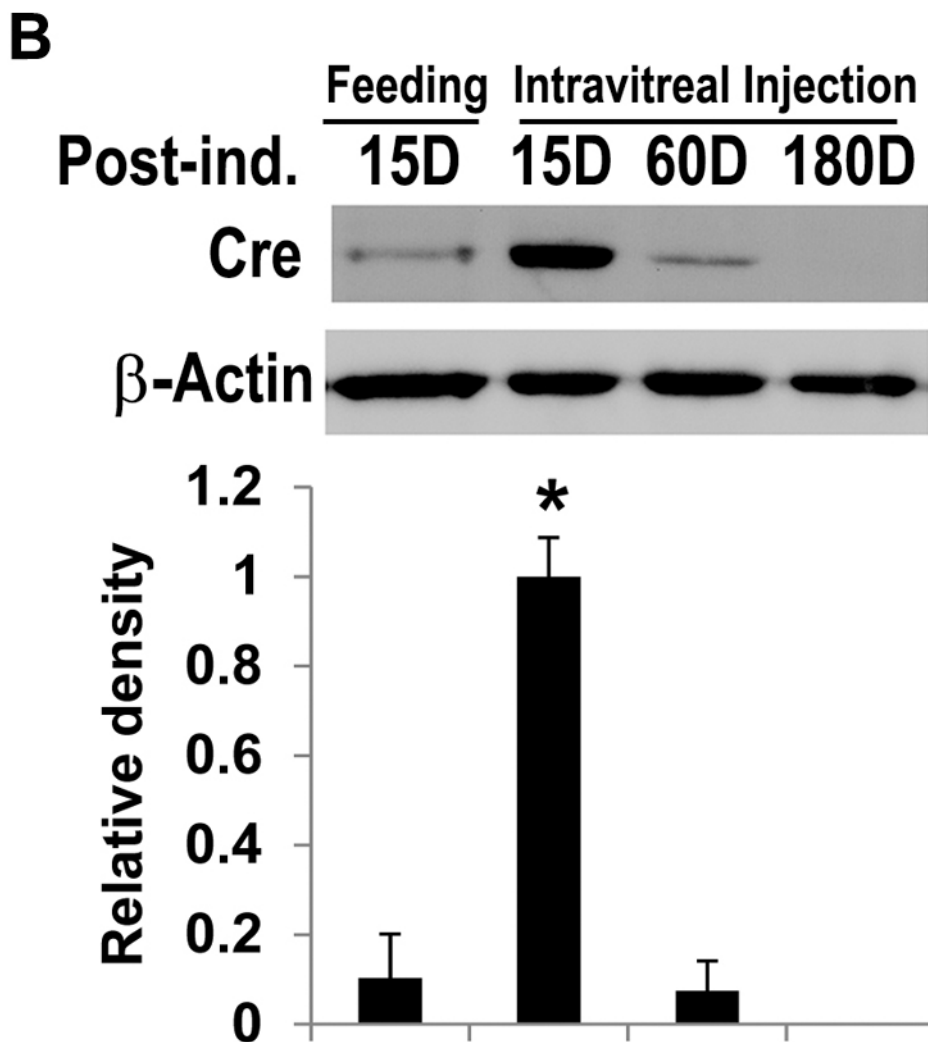 B
Feeding Intravitreal Injection
Post-ind. 15D 15D 60D 180D
Cre
β-Actin
*
1.2
1
0.8
0.6
0.4
0.2
0
Relative density